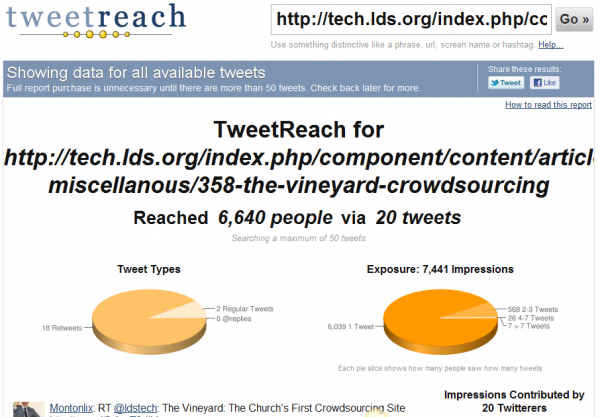 tweetreach
http://tech.lds.org/index.php/co
Go »
Use something distinctive like a phrase, url, screen name or hashtag. Help...
Showing data for all available tweets
Full report purchase is unnecessary until there are more than 50 tweets. Check back later for more.
Share these results:
Tweet
Like
How to read this report
TweetReach for
http://tech.lds.org/index.php/component/content/article
miscellanous/358-the-vineyard-crowdsourcing
Reached 6,640 people via 20 tweets
Searching a maximum of 50 tweets
Tweet Types
2 Regular Tweets
0 @replies
18 Retweets
Exposure: 7,441 Impressions
568 2-3 Tweets
26 4-7 Tweets
7 > 7 Tweets
6,039 1 Tweet
Each pie slice shows how many people saw how many tweets
Montonlix: RT @ldstech: The Vineyard: The Church's First Crowdsourcing Site
Impressions Contributed by
20 Twitterers